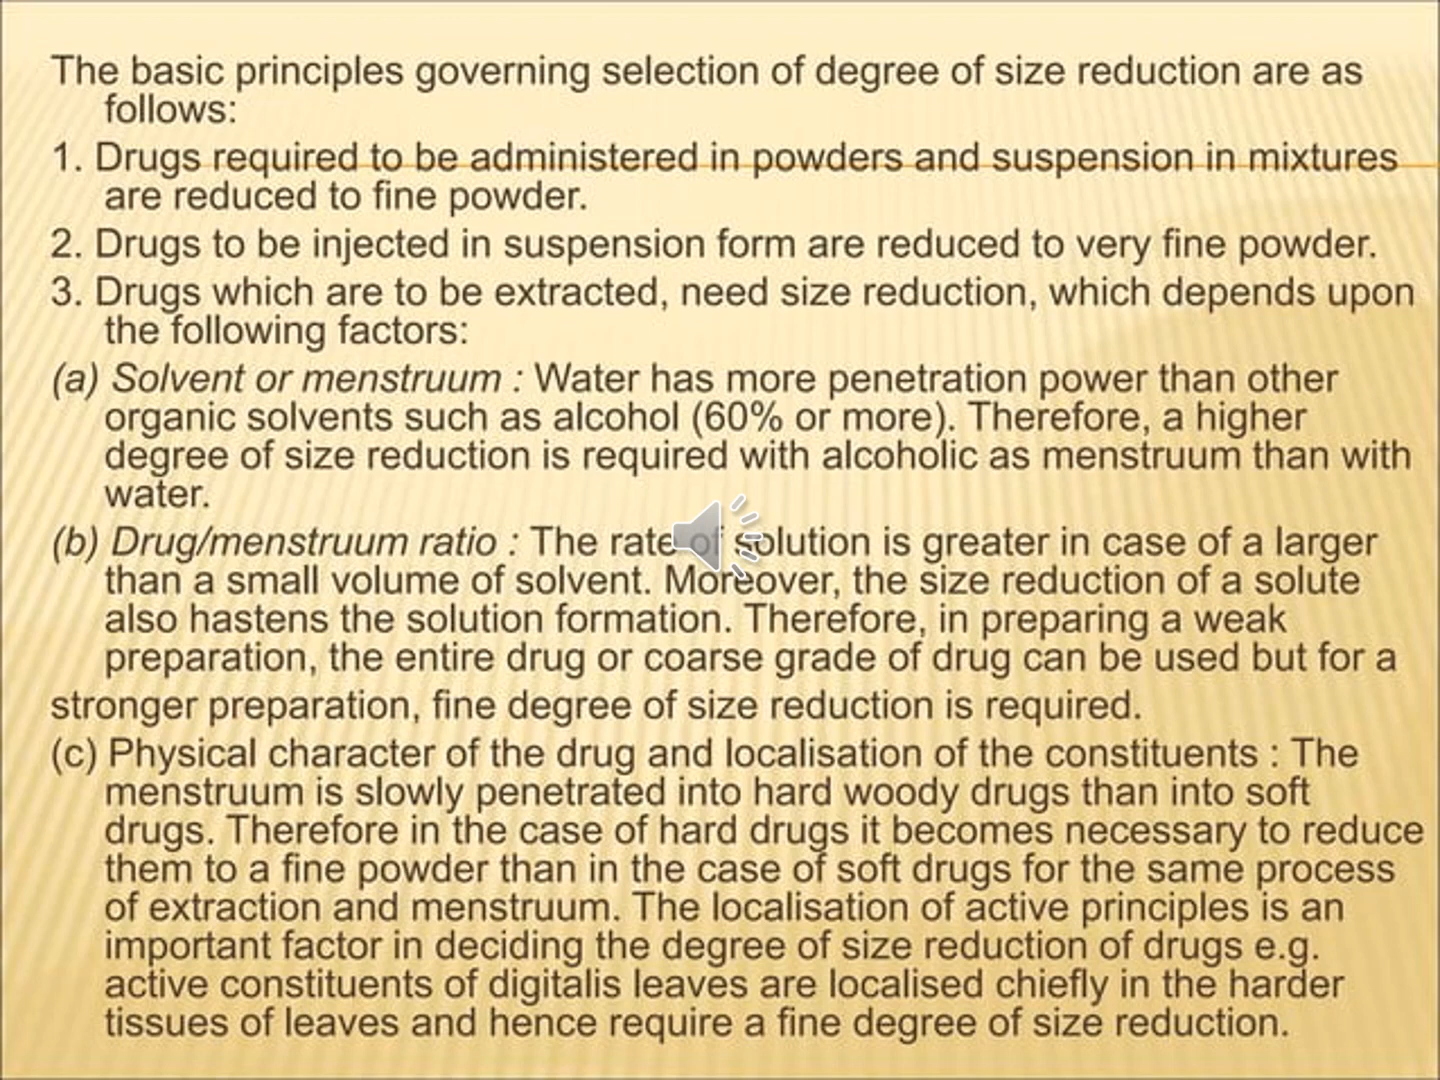 The basic principles governing selection of degree of size reduction are as
follows:
1. Drugs required to be administered in powders and suspension in mixtures
are reduced to fine powder.
2. Drugs to be injected in suspension form are reduced to very fine powder.
3. Drugs which are to be extracted, need size reduction, which depends upon
the following factors:
(a) Solvent or menstruum : Water has more penetration power than other
organic solvents such as alcohol (60% or more). Therefore, a higher
degree of size reduction is required with alcoholic as menstruum than with
water.
(b) Drug/menstruum ratio : The rate of solution is greater in case of a larger
than a small volume of solvent. Moreover, the size reduction of a solute
also hastens the solution formation. Therefore, in preparing a weak
preparation, the entire drug or coarse grade of drug can be used but for a
stronger preparation, fine degree of size reduction is required.
(c) Physical character of the drug and localisation of the constituents : The
menstruum is slowly penetrated into hard woody drugs than into soft
drugs. Therefore in the case of hard drugs it becomes necessary to reduce
them to a fine powder than in the case of soft drugs for the same process
of extraction and menstruum. The localisation of active principles is an
important factor in deciding the degree of size reduction of drugs e.g.
active constituents of digitalis leaves are localised chiefly in the harder
tissues of leaves and hence require a fine degree of size reduction.